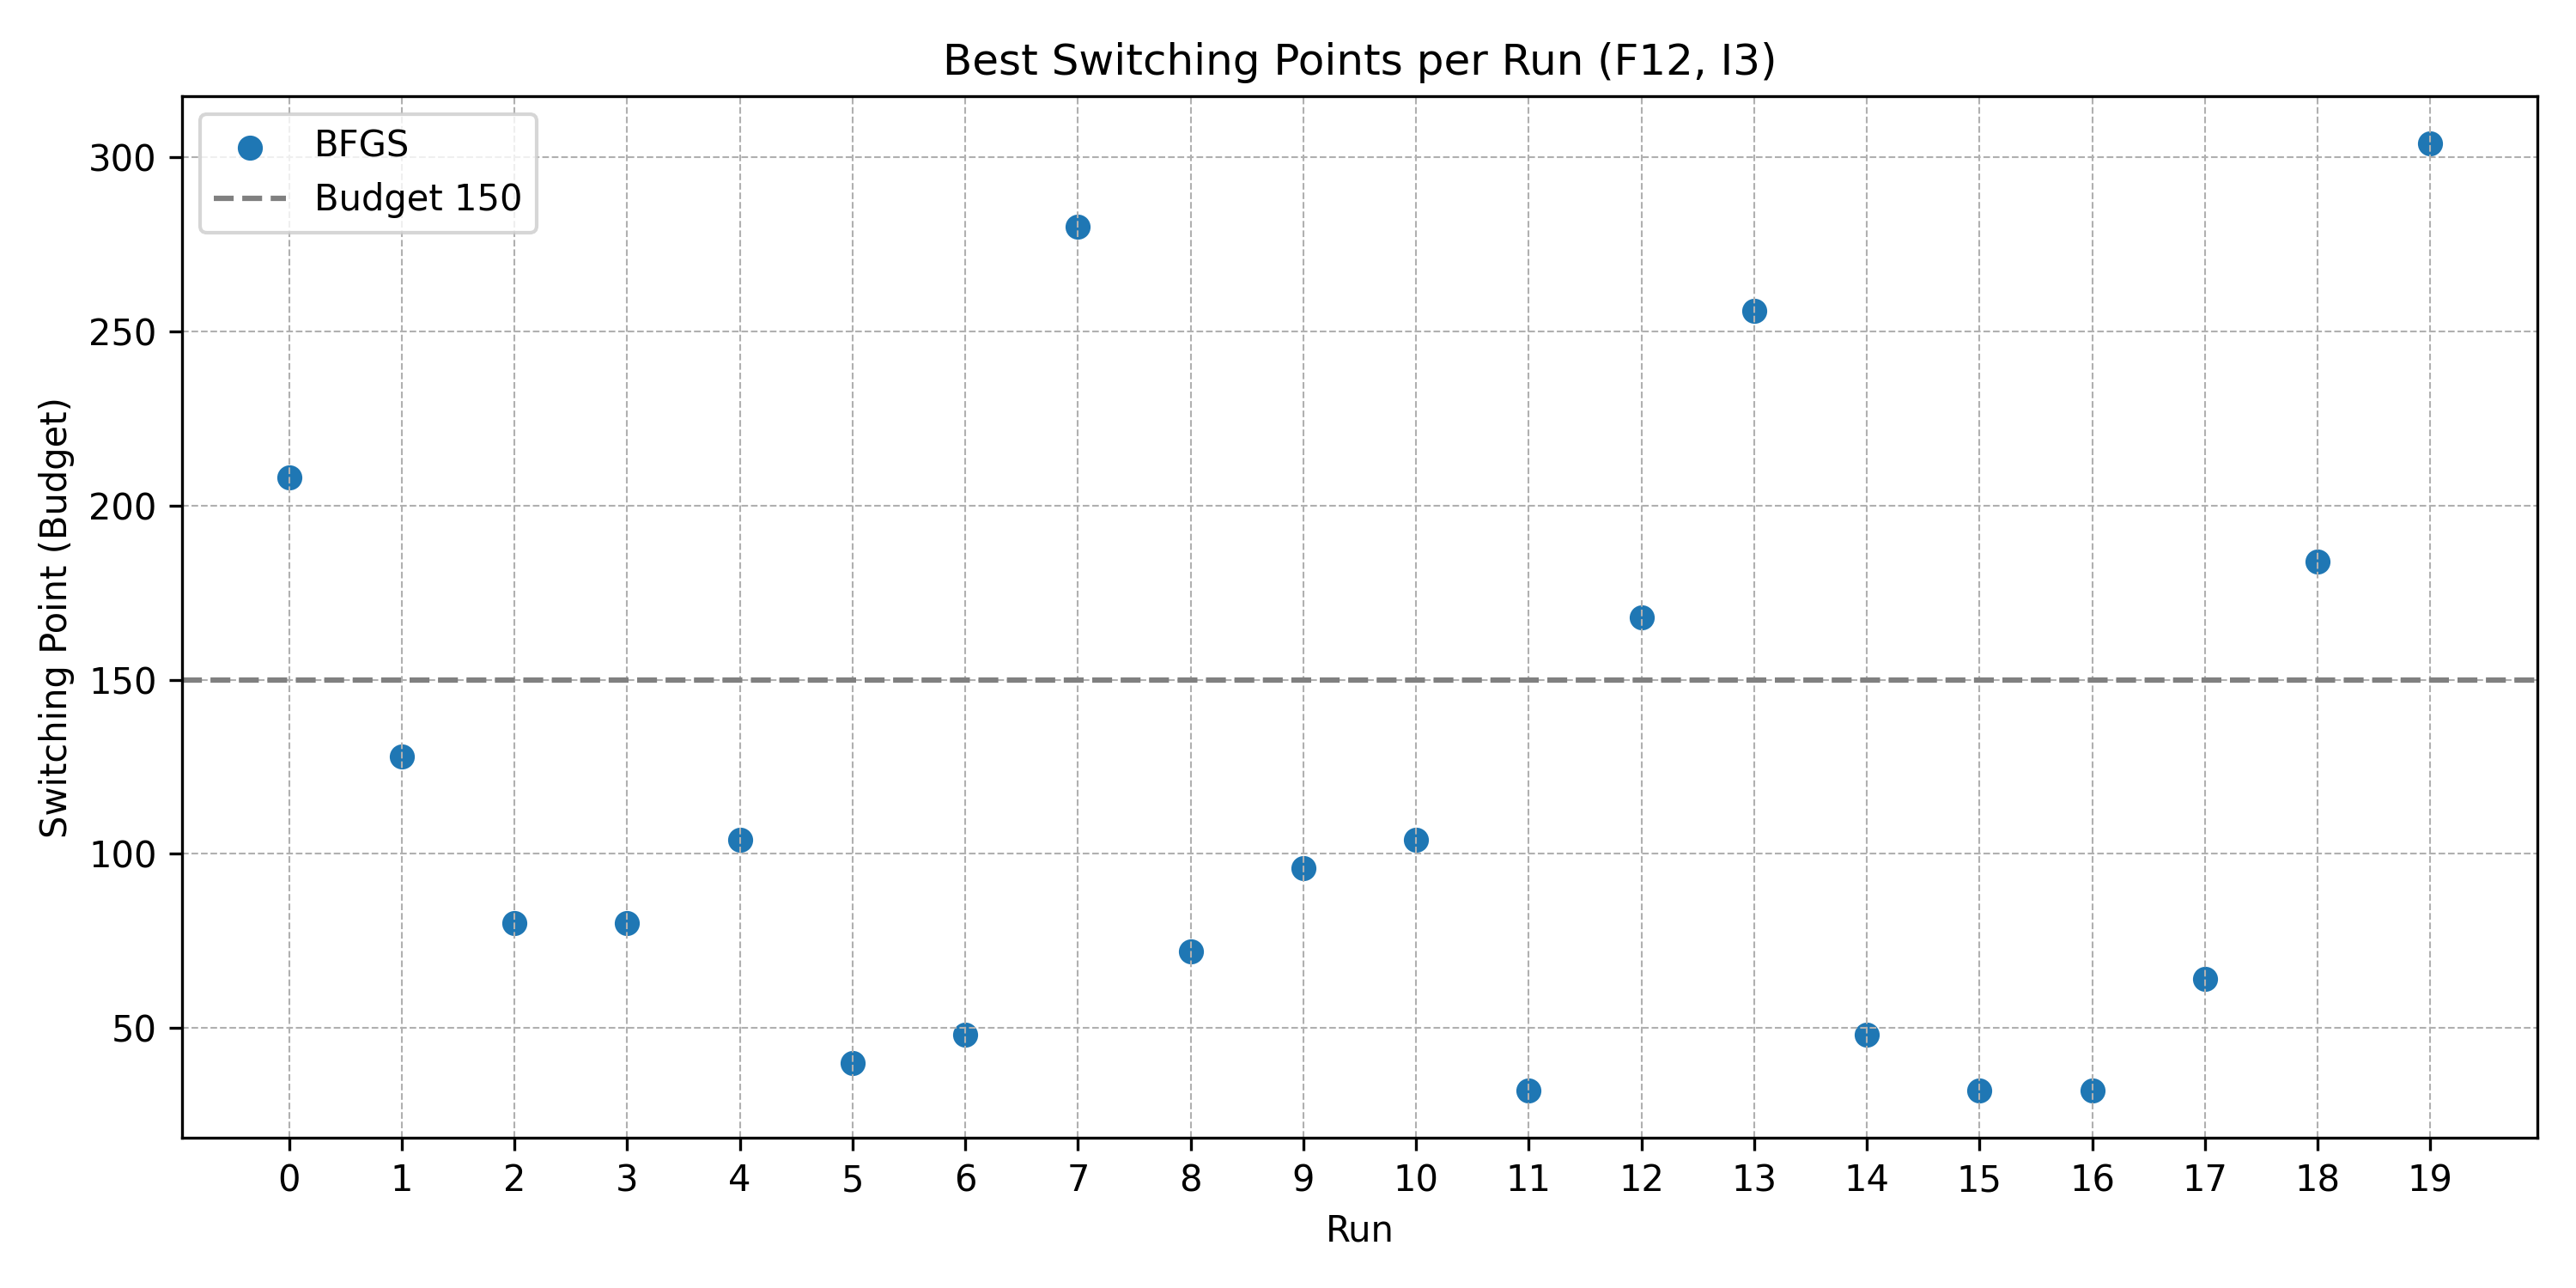 Best Switching Points per Run (F12, I3)
BFGS
Budget 150
Switching Point (Budget)
300
250
200
150
100
50
0 1 2 3 4 5 6 7 8 9 10 11 12 13 14 15 16 17 18 19
Run